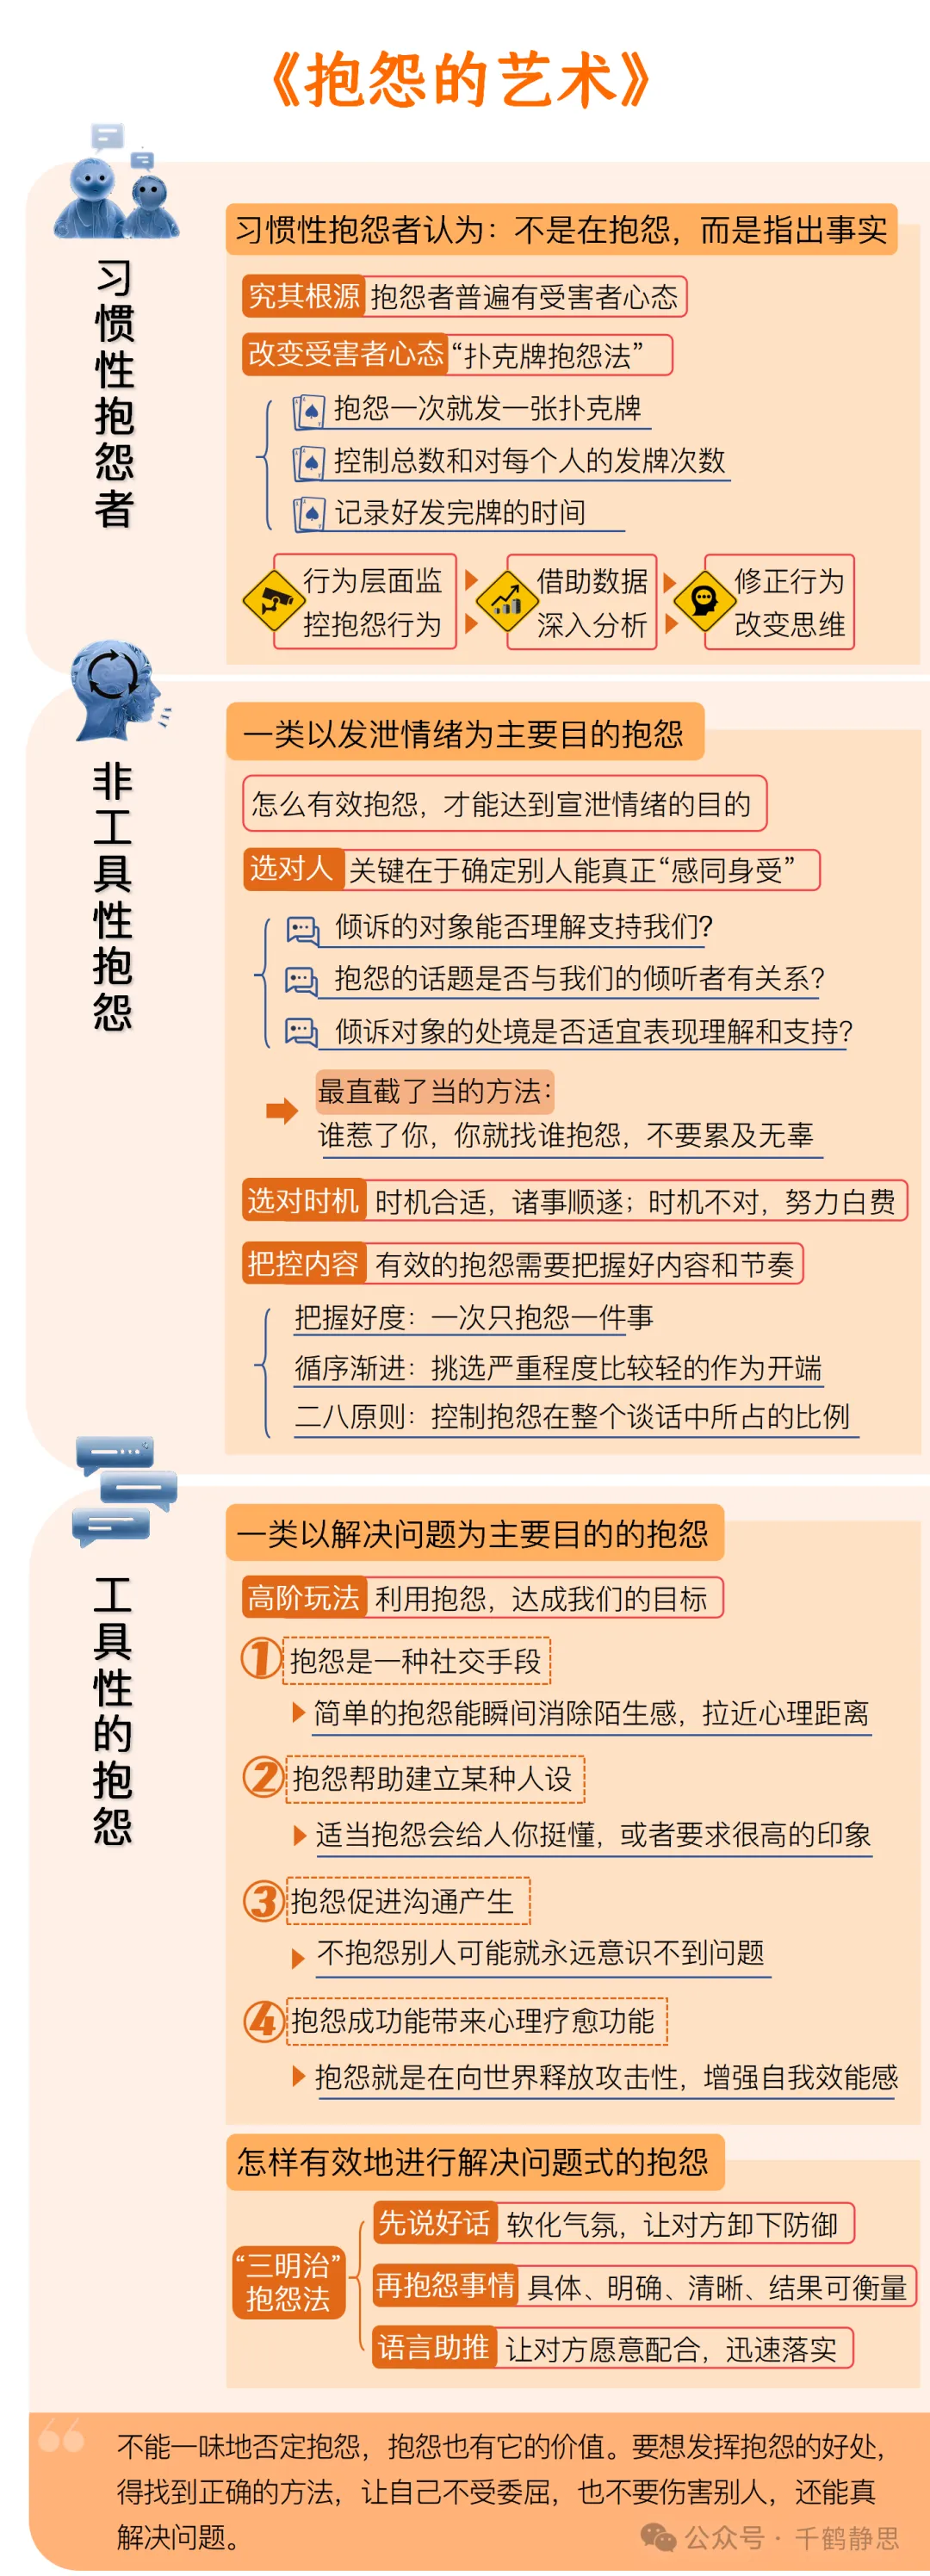 《抱怨的艺术》
习惯性抱怨者
习惯性抱怨者认为：不是在抱怨，而是指出事实
究其根源 抱怨者普遍有受害者心态
改变受害者心态 “扑克牌抱怨法”
抱怨一次就发一张扑克牌
控制总数和对每个人的发牌次数
记录好发完牌的时间
行为层面监
控抱怨行为
借助数据
深入分析
修正行为
改变思维
非工具性抱怨
一类以发泄情绪为主要目的抱怨
怎么有效抱怨，才能达到宣泄情绪的目的
选对人 关键在于确定别人能真正“感同身受”
倾诉的对象能否理解支持我们？
抱怨的话题是否与我们的倾听者有关系？
倾诉对象的处境是否适宜表现理解和支持？
最直截了当的方法：
谁惹了你，你就找谁抱怨，不要累及无辜
选对时机 时机合适，诸事顺遂；时机不对，努力白费
把控内容 有效的抱怨需要把握好内容和节奏
把握好度：一次只抱怨一件事
循序渐进：挑选严重程度比较轻的作为开端
二八原则：控制抱怨在整个谈话中所占的比例
工具性的抱怨
一类以解决问题为主要目的的抱怨
高阶玩法 利用抱怨，达成我们的目标
① 抱怨是一种社交手段
简单的抱怨能瞬间消除陌生感，拉近心理距离
② 抱怨帮助建立某种人设
适当抱怨会给人你挺懂，或者要求很高的印象
③ 抱怨促进沟通产生
不抱怨别人可能就永远意识不到问题
④ 抱怨成功能带来心理疗愈功能
抱怨就是在向世界释放攻击性，增强自我效能感
怎样有效地进行解决问题式的抱怨
“三明治”
抱怨法
先说好话 软化气氛，让对方卸下防御
再抱怨事情 具体、明确、清晰、结果可衡量
语言助推 让对方愿意配合，迅速落实
不能一味地否定抱怨，抱怨也有它的价值。要想发挥抱怨的好处，
得找到正确的方法，让自己不受委屈，也不要伤害别人，还能真
解决问题。
公众号·千鹤静思